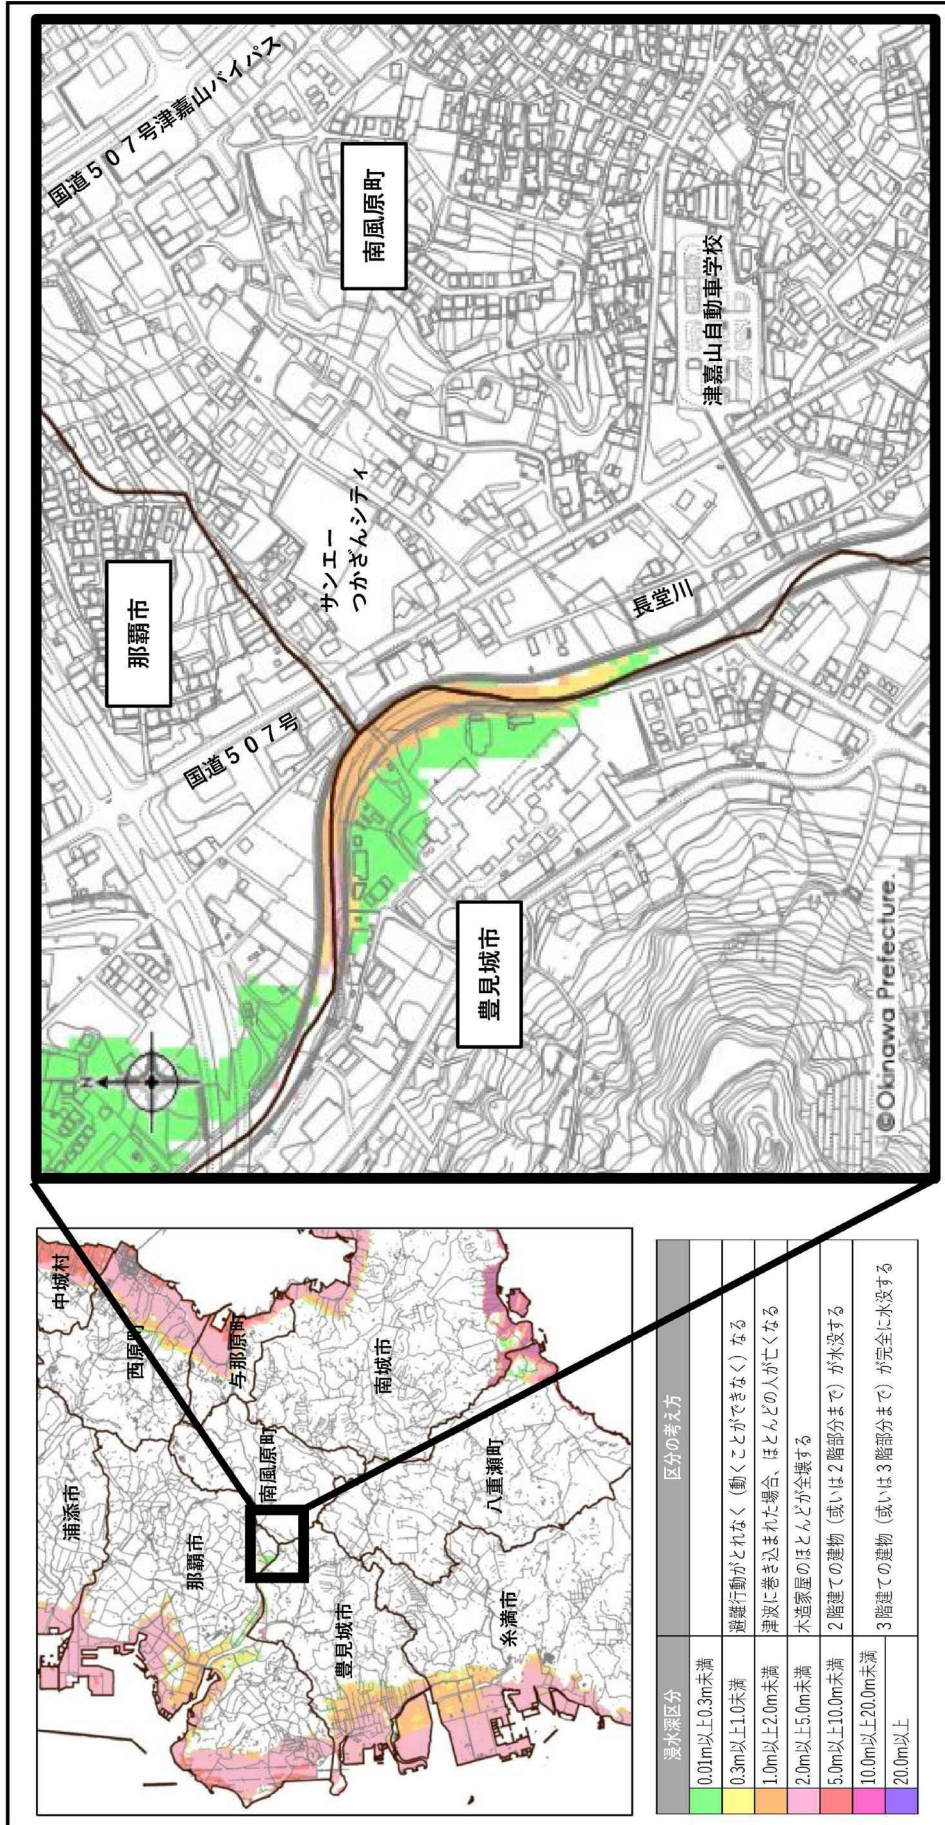 中城村
西原町
与那原町
浦添市
那覇市
南風原町
南城市
豊見城市
八重瀬町
糸満市
浸水深区分
区分の考え方
0.01m以上0.3m未満
0.3m以上1.0未満
避難行動がとれなく（動くことができなく）なる
1.0m以上2.0m未満
津波に巻き込まれた場合、ほとんどの人が亡くなる
2.0m以上5.0m未満
木造家屋のほとんどが全壊する
5.0m以上10.0m未満
2階建ての建物（或いは2階部分まで）が水没する
10.0m以上20.0m未満
3階建ての建物（或いは3階部分まで）が完全に水没する
20.0m以上
国道５０７号津嘉山バイパス
那覇市
南風原町
N
国道５０７号
サンエー
つかざんシティ
長堂川
津嘉山自動車学校
豊見城市
©Okinawa Prefecture.